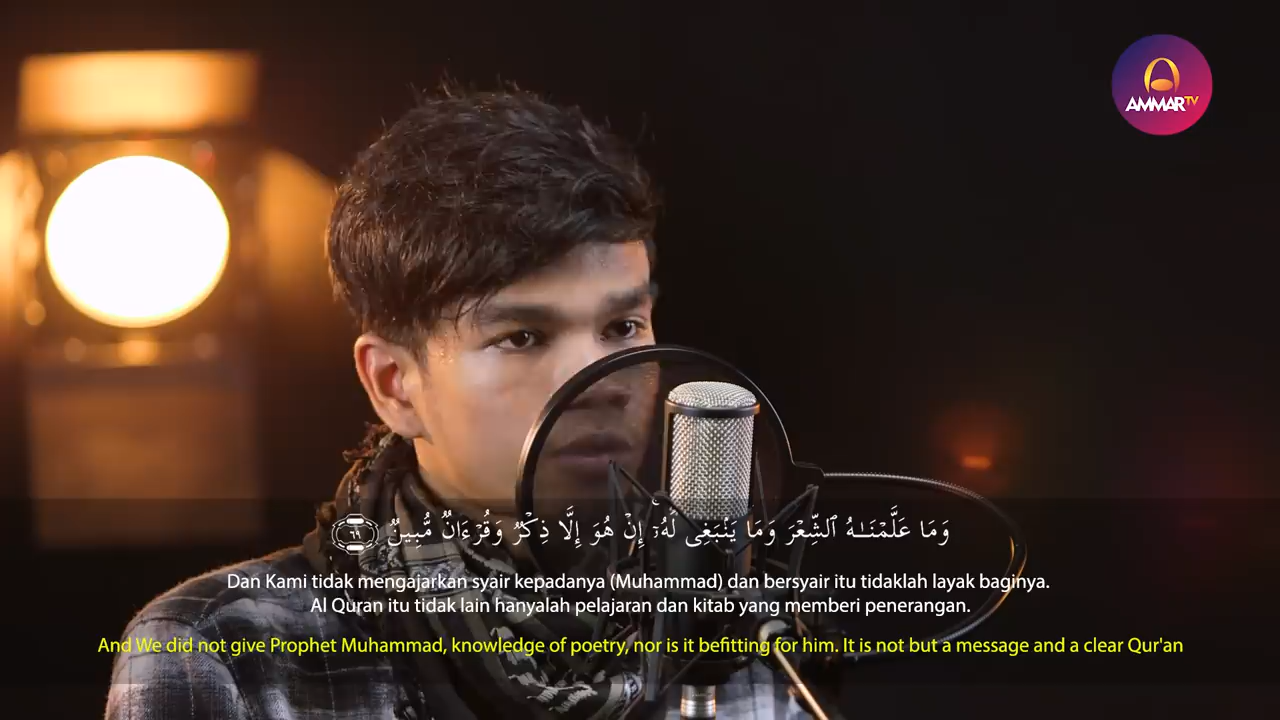 AMMAR TV
وَمَا عَلَّمْنَـٰهُ ٱلشِّعْرَ وَمَا يَنۢبَغِى لَهُۥٓ ۚ إِنْ هُوَ إِلَّا ذِكْرٌ وَقُرْءَانٌ مُّبِينٌ ٦٩
Dan Kami tidak mengajarkan syair kepadanya (Muhammad) dan bersyair itu tidaklah layak baginya.
Al Quran itu tidak lain hanyalah pelajaran dan kitab yang memberi penerangan.
And We did not give Prophet Muhammad, knowledge of poetry, nor is it befitting for him. It is not but a message and a clear Qur'an